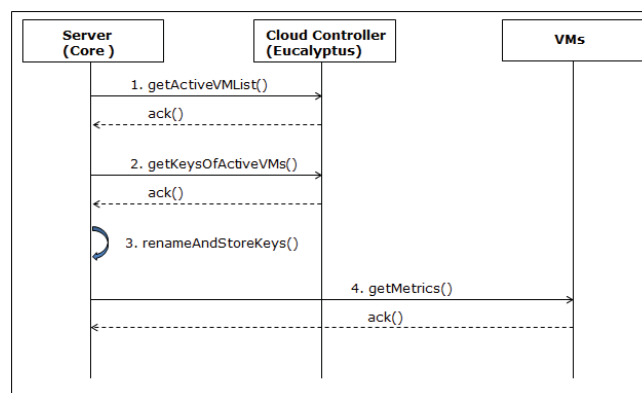 Server
(Core )
Cloud Controller
(Eucalyptus)
VMs
1. getActiveVMList()
ack()
2. getKeysOfActiveVMs()
ack()
3. renameAndStoreKeys()
4. getMetrics()
ack()